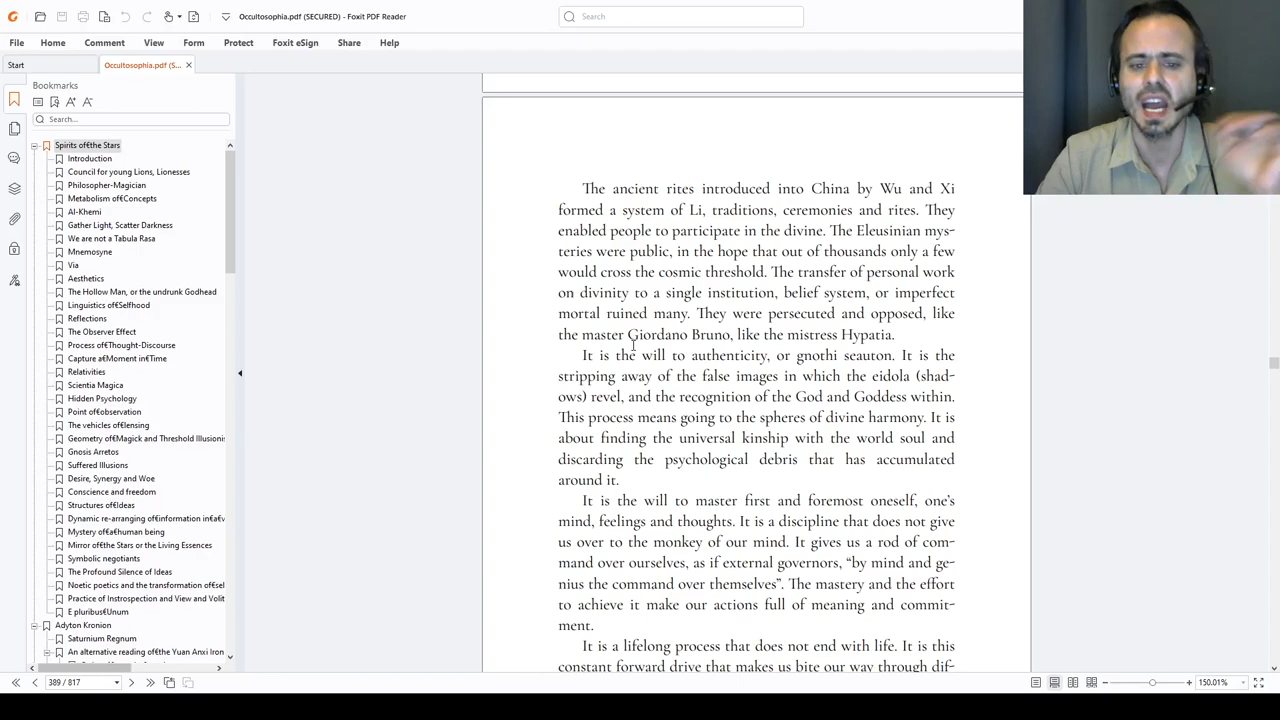 Occultosophia.pdf (SECURED) - Foxit PDF Reader
Search
File Home Comment View Form Protect Foxit eSign Share Help
Start
Occultosophia.pdf (S...
Bookmarks
Search...
Spirits of€the Stars
Introduction
Council for young Lions, Lionesses
Philosopher-Magician
Metabolism of€Concepts
Al-Khemi
Gather Light, Scatter Darkness
We are not a Tabula Rasa
Mnemosyne
Via
Aesthetics
The Hollow Man, or the undrunk Godhead
Linguistics of€Selfhood
Reflections
The Observer Effect
Process of€Thought-Discourse
Capture a€Moment in€Time
Relativities
Scientia Magica
Hidden Psychology
Point of€observation
The vehicles of€lensing
Geometry of€Magick and Threshold Illusionis
Gnosis Arretos
Suffered Illusions
Desire, Synergy and Woe
Conscience and freedom
Structures of€Ideas
Dynamic re-arranging of€information in€a€v
Mystery of€a€human being
Mirror of€the Stars or the Living Essences
Symbolic negotiants
The Profound Silence of Ideas
Noetic poetics and the transformation of€sel
Practice of Instrospection and View and Volit
E pluribus€Unum
Adyton Kronion
Saturnium Regnum
An alternative reading of€the Yuan Anxi Iron
The ancient rites introduced into China by Wu and Xi
formed a system of Li, traditions, ceremonies and rites. They
enabled people to participate in the divine. The Eleusinian mys-
teries were public, in the hope that out of thousands only a few
would cross the cosmic threshold. The transfer of personal work
on divinity to a single institution, belief system, or imperfect
mortal ruined many. They were persecuted and opposed, like
the master Giordano Bruno, like the mistress Hypatia.
It is the will to authenticity, or gnothi seauton. It is the
stripping away of the false images in which the eidola (shad-
ows) revel, and the recognition of the God and Goddess within.
This process means going to the spheres of divine harmony. It is
about finding the universal kinship with the world soul and
discarding the psychological debris that has accumulated
around it.
It is the will to master first and foremost oneself, one's
mind, feelings and thoughts. It is a discipline that does not give
us over to the monkey of our mind. It gives us a rod of com-
mand over ourselves, as if external governors, "by mind and ge-
nius the command over themselves". The mastery and the effort
to achieve it make our actions full of meaning and commit-
ment.
It is a lifelong process that does not end with life. It is this
constant forward drive that makes us bite our way through dif-
389 / 817
150.01%